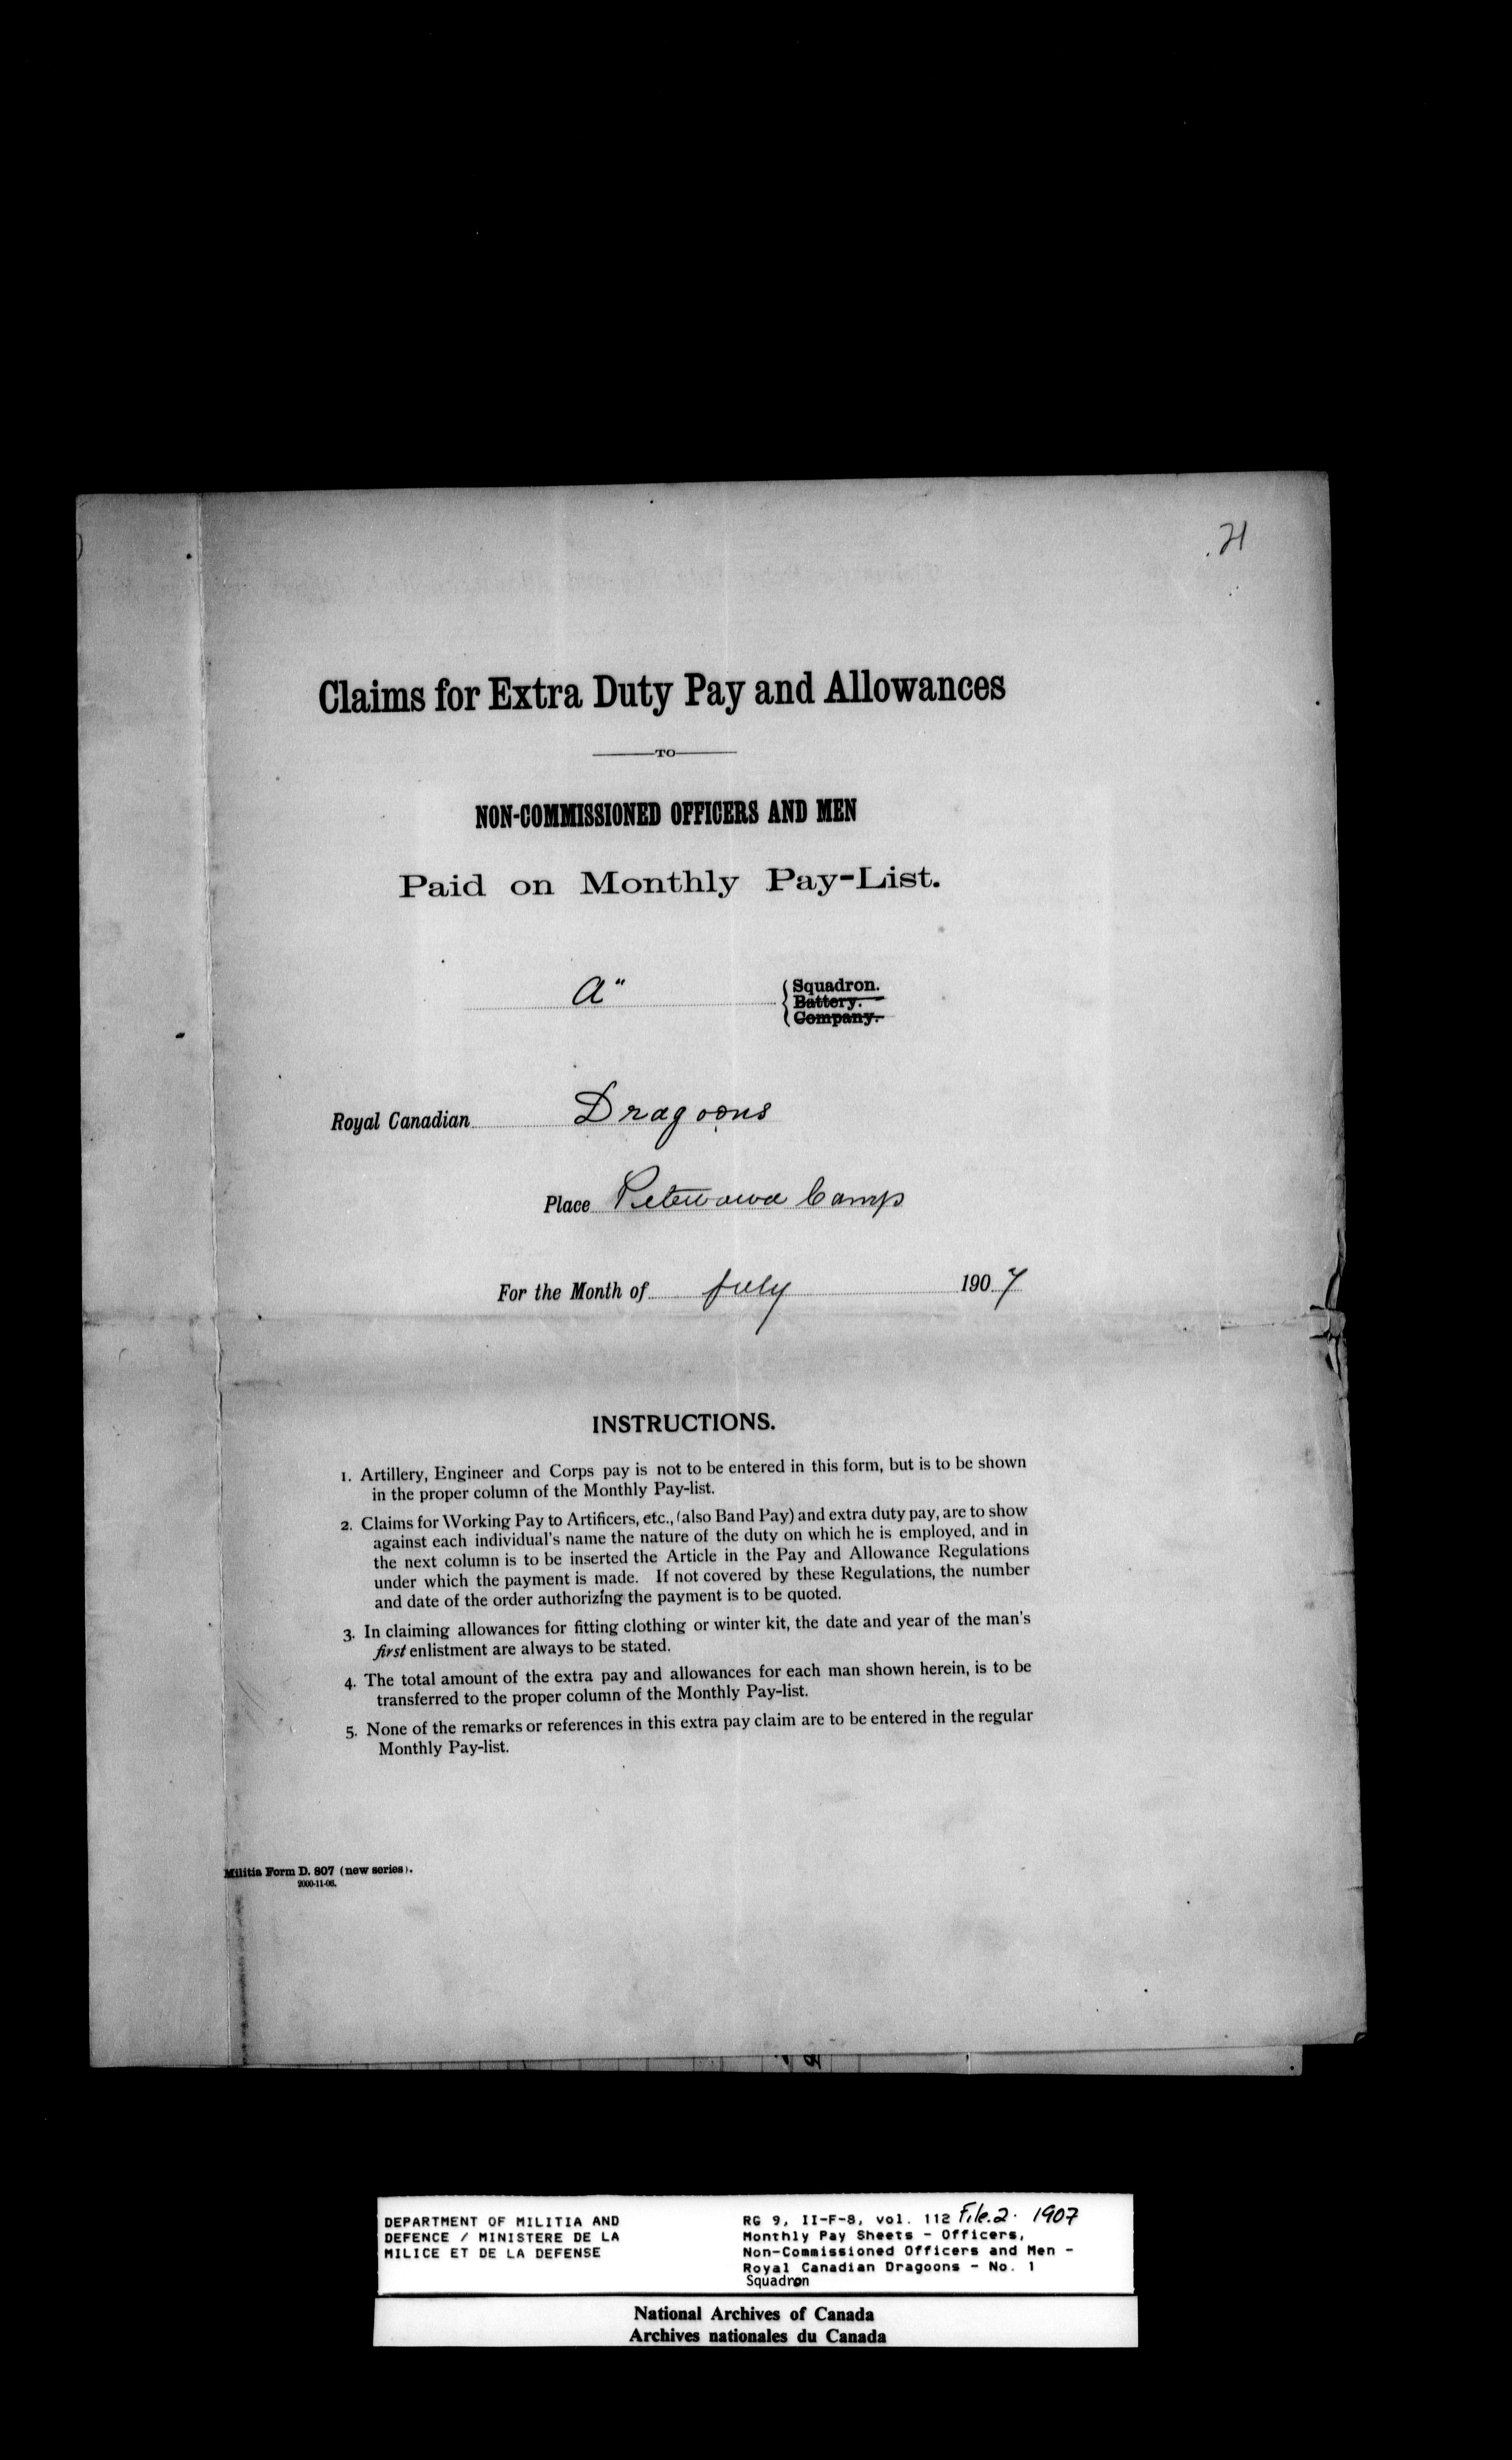 21
Claims for Extra Duty Pay and Allowances
TO
NON-COMMISSIONED OFFICERS AND MEN
Paid on Monthly Pay-List.
A" { Squadron.
Battery.
Company.
Royal Canadian Dragoons
Place Petewawa Camp
For the Month of July 1907
INSTRUCTIONS.
1. Artillery, Engineer and Corps pay is not to be entered in this form, but is to be shown
in the proper column of the Monthly Pay-list.
2. Claims for Working Pay to Artificers, etc., (also Band Pay) and extra duty pay, are to show
against each individual's name the nature of the duty on which he is employed, and in
the next column is to be inserted the Article in the Pay and Allowance Regulations
under which the payment is made. If not covered by these Regulations, the number
and date of the order authorizing the payment is to be quoted.
3. In claiming allowances for fitting clothing or winter kit, the date and year of the man's
first enlistment are always to be stated.
4. The total amount of the extra pay and allowances for each man shown herein, is to be
transferred to the proper column of the Monthly Pay-list.
5. None of the remarks or references in this extra pay claim are to be entered in the regular
Monthly Pay-list.
Militia Form D. 807 (new series).
2000-11-06.
DEPARTMENT OF MILITIA AND
DEFENCE / MINISTERE DE LA
MILICE ET DE LA DEFENSE
RG 9, II-F-8, vol. 112 File.2. 1907
Monthly Pay Sheets - Officers,
Non-Commissioned Officers and Men -
Royal Canadian Dragoons - No. 1
Squadron
National Archives of Canada
Archives nationales du Canada